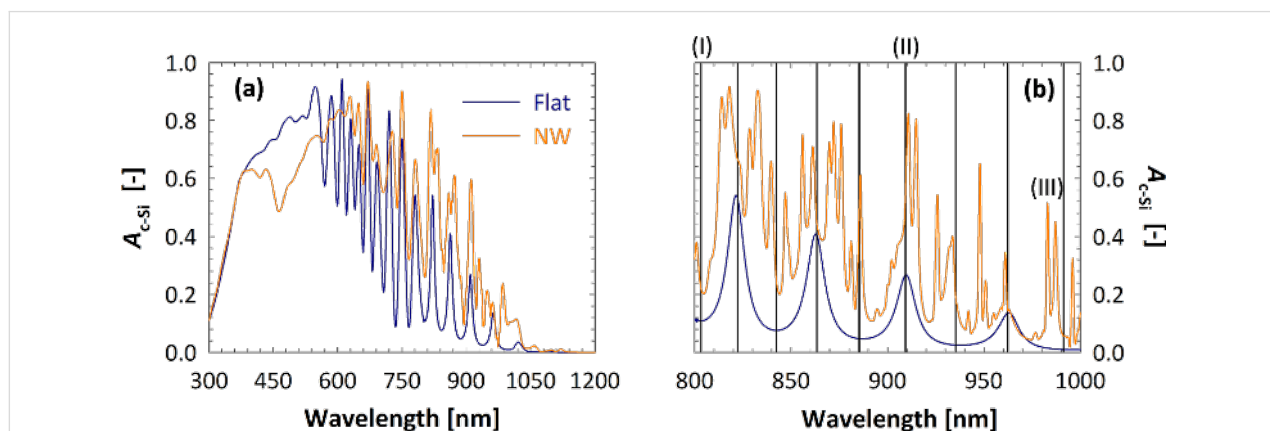 (a)
Flat
NW
1.0
0.8
0.6
0.4
0.2
0.0
A c-Si [-]
300 450 600 750 900 1050 1200
Wavelength [nm]
(I) (II)
(b)
(III)
1.0
0.8
0.6
0.4
0.2
0.0
A c-Si [-]
800 850 900 950 1000
Wavelength [nm]